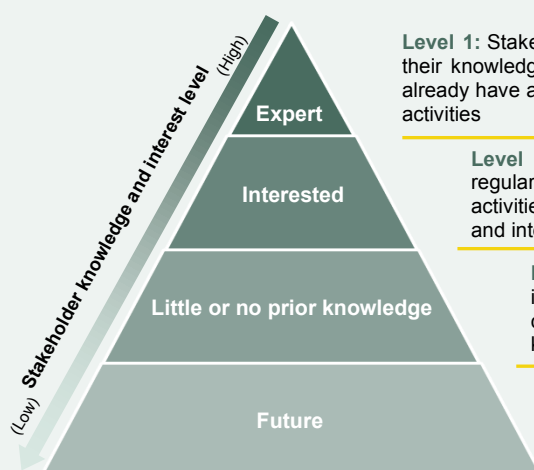 (High)
Stakeholder knowledge and interest level
(Low)
Expert
Interested
Little or no prior knowledge
Future
Level 1: Stake
their knowledg
already have a
activities
Level
regular
activitie
and inte
i
c
k